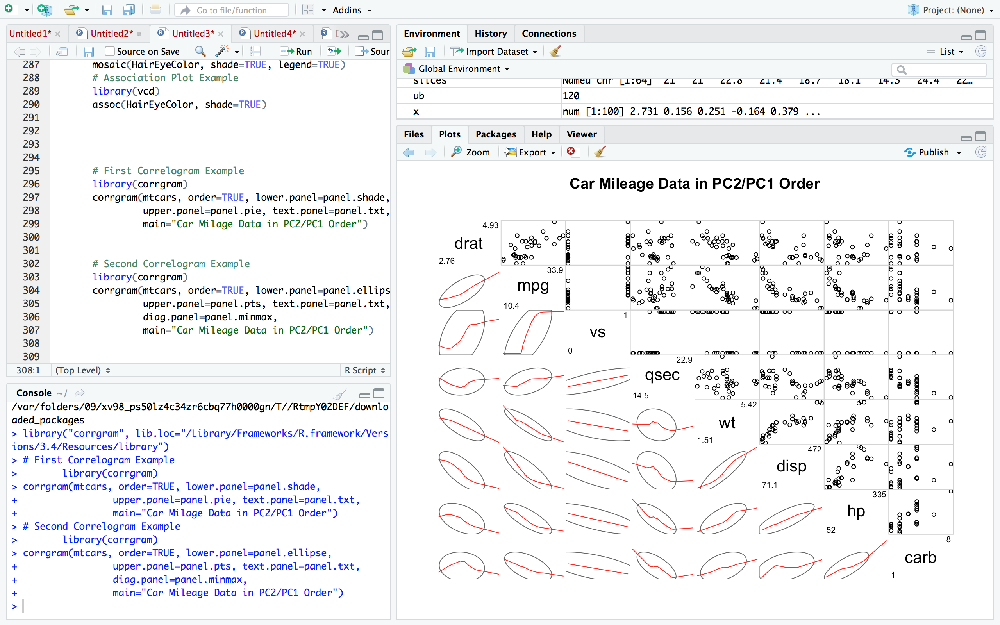 Go to file/function
Addins
Project: (None)
Untitled1*
Untitled2*
Untitled3*
Untitled4*
Source on Save
Run
Sour
287 mosaic(HairEyeColor, shade=TRUE, legend=TRUE)
288 # Association Plot Example
289 library(vcd)
290 assoc(HairEyeColor, shade=TRUE)
291
292
293
294
295 # First Correlogram Example
296 library(corrgram)
297 corrgram(mtcars, order=TRUE, lower.panel=panel.shade,
298 upper.panel=panel.pie, text.panel=panel.txt,
299 main="Car Milage Data in PC2/PC1 Order")
300
301
302 # Second Correlogram Example
303 library(corrgram)
304 corrgram(mtcars, order=TRUE, lower.panel=panel.ellips
305 upper.panel=panel.pts, text.panel=panel.txt,
306 diag.panel=panel.minmax,
307 main="Car Mileage Data in PC2/PC1 Order")
308
309
308:1 (Top Level) R Script
Console ~/
/var/folders/09/xv98_ps50lz4c34zr6cbq77h0000gn/T//RtmpY02DEF/downlo
aded_packages
> library("corrgram", lib.loc="/Library/Frameworks/R.framework/Vers
ions/3.4/Resources/library")
> # First Correlogram Example
> library(corrgram)
> corrgram(mtcars, order=TRUE, lower.panel=panel.shade,
+ upper.panel=panel.pie, text.panel=panel.txt,
+ main="Car Milage Data in PC2/PC1 Order")
> # Second Correlogram Example
> library(corrgram)
> corrgram(mtcars, order=TRUE, lower.panel=panel.ellipse,
+ upper.panel=panel.pts, text.panel=panel.txt,
+ diag.panel=panel.minmax,
+ main="Car Mileage Data in PC2/PC1 Order")
>
Environment History Connections
Import Dataset List
Global Environment
slices Named chr [1:64] 21 21 22.8 21.4 18.7 18.1 14.3 24.4 22…
ub 120
x num [1:100] 2.731 0.156 0.251 -0.164 0.379 ...
Files Plots Packages Help Viewer
Zoom Export Publish
Car Mileage Data in PC2/PC1 Order
4.93
drat
2.76
33.9
mpg
10.4
1
vs
0
22.9
qsec
14.5
5.42
wt
1.51
472
disp
71.1
335
hp
52
8
carb
1